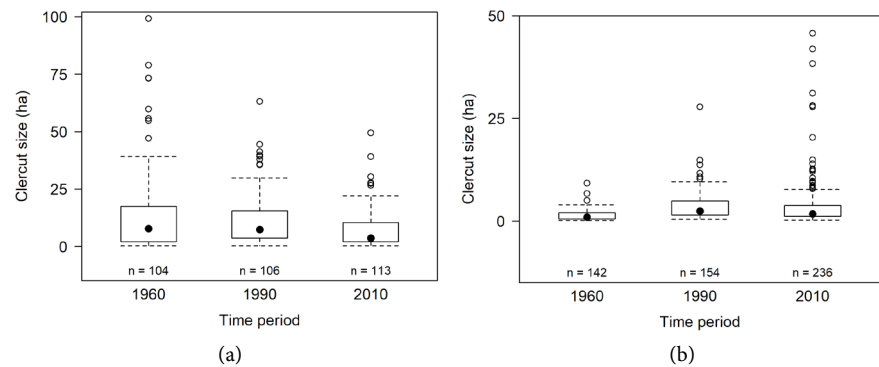 100
75
50
25
0
Clercut size (ha)
n = 104 n = 106 n = 113
1960 1990 2010
Time period
(a)
50
25
0
Clercut size (ha)
n = 142 n = 154 n = 236
1960 1990 2010
Time period
(b)